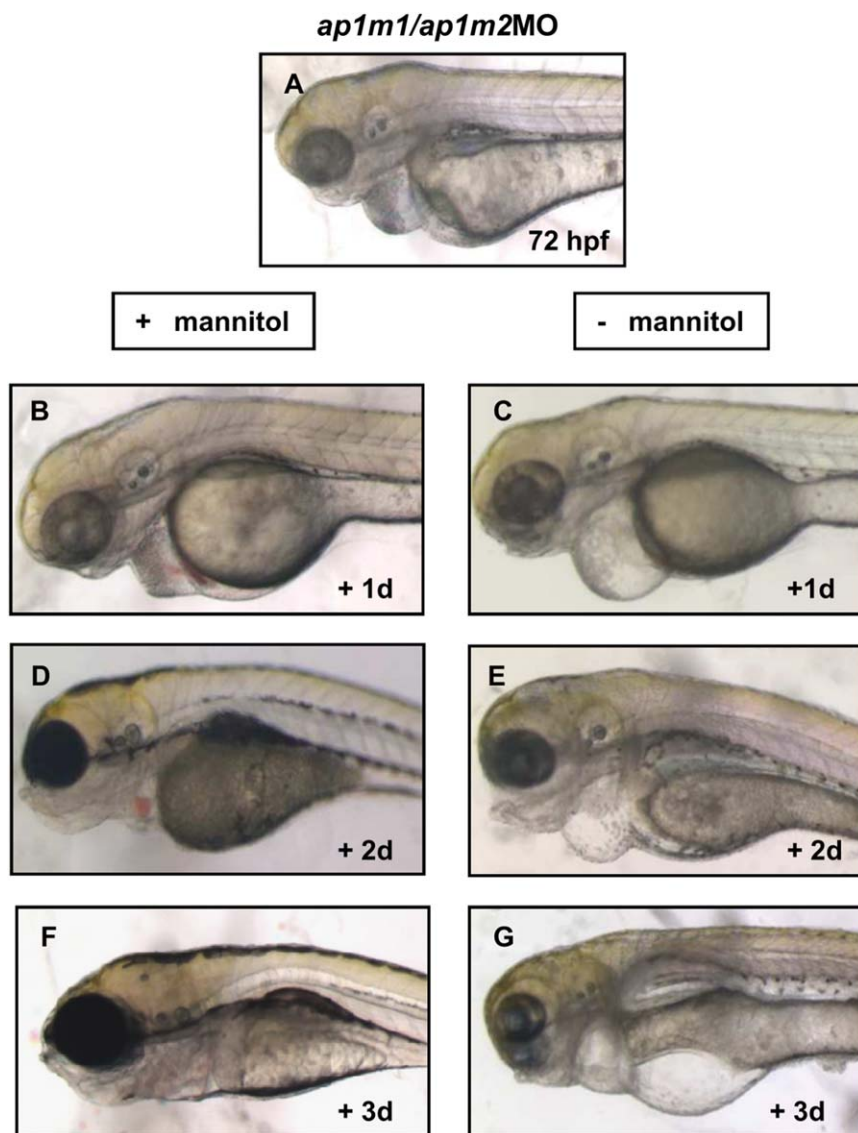 ap1m1/ap1m2MO
A
72 hpf
+ mannitol
- mannitol
B
+ 1d
C
+1d
D
+ 2d
E
+ 2d
F
+ 3d
G
+ 3d